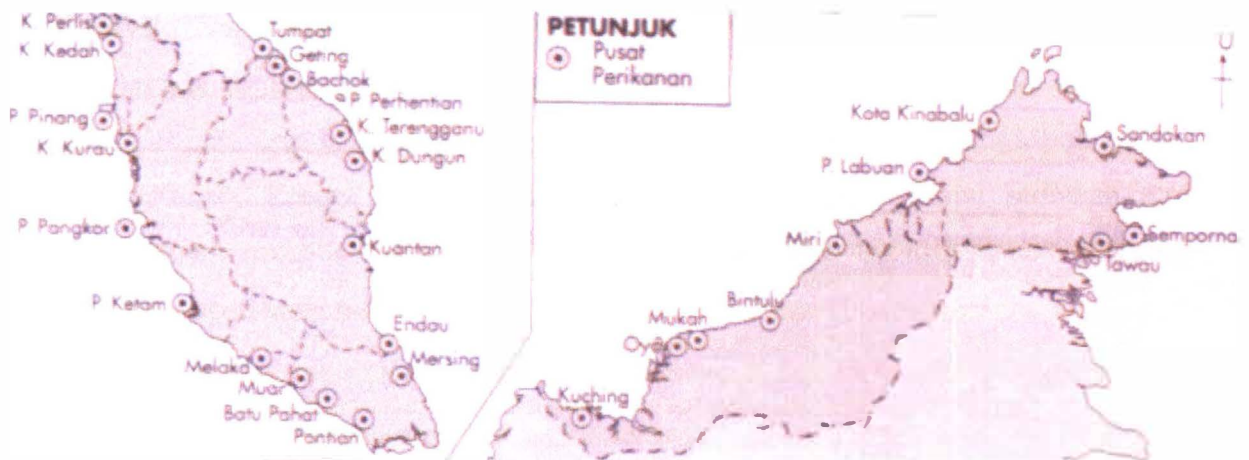 K. Perlis
K. Kedah
P. Pinang
K. Kurau
P. Pangkor
P. Ketam
Melaka
Muar
Batu Pahat
Pontian
Tumpat
Geting
Bachok
P. Perhentian
K. Terengganu
K. Dungun
Kuantan
Endau
Mersing
PETUNJUK
Pusat
Perikanan
U
Kota Kinabalu
Sandakan
P. Labuan
Semporna
Tawau
Miri
Bintulu
Mukah
Oya
Kuching